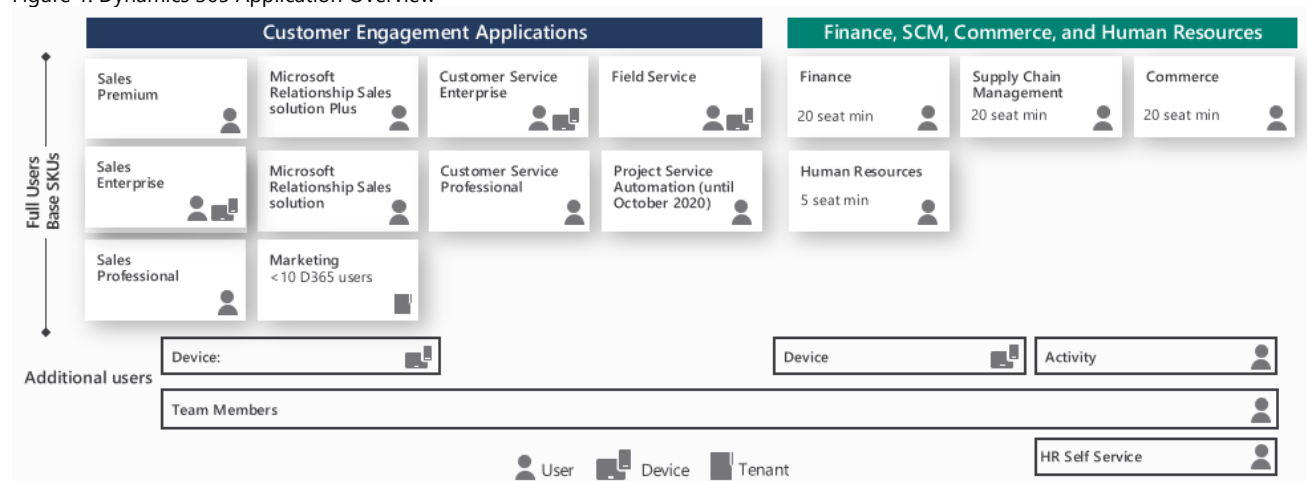 Figure 4: Dynamics 365 Application Overview
Customer Engagement Applications
Finance, SCM, Commerce, and Human Resources
Full Users
Base SKUs
Sales
Premium
Microsoft
Relationship Sales
solution Plus
Customer Service
Enterprise
Field Service
Finance
20 seat min
Supply Chain
Management
20 seat min
Commerce
20 seat min
Sales
Enterprise
Microsoft
Relationship Sales
solution
Customer Service
Professional
Project Service
Automation (until
October 2020)
Human Resources
5 seat min
Sales
Professional
Marketing
<10 D365 users
Additional users
Device:
Device
Activity
Team Members
HR Self Service
User
Device
Tenant